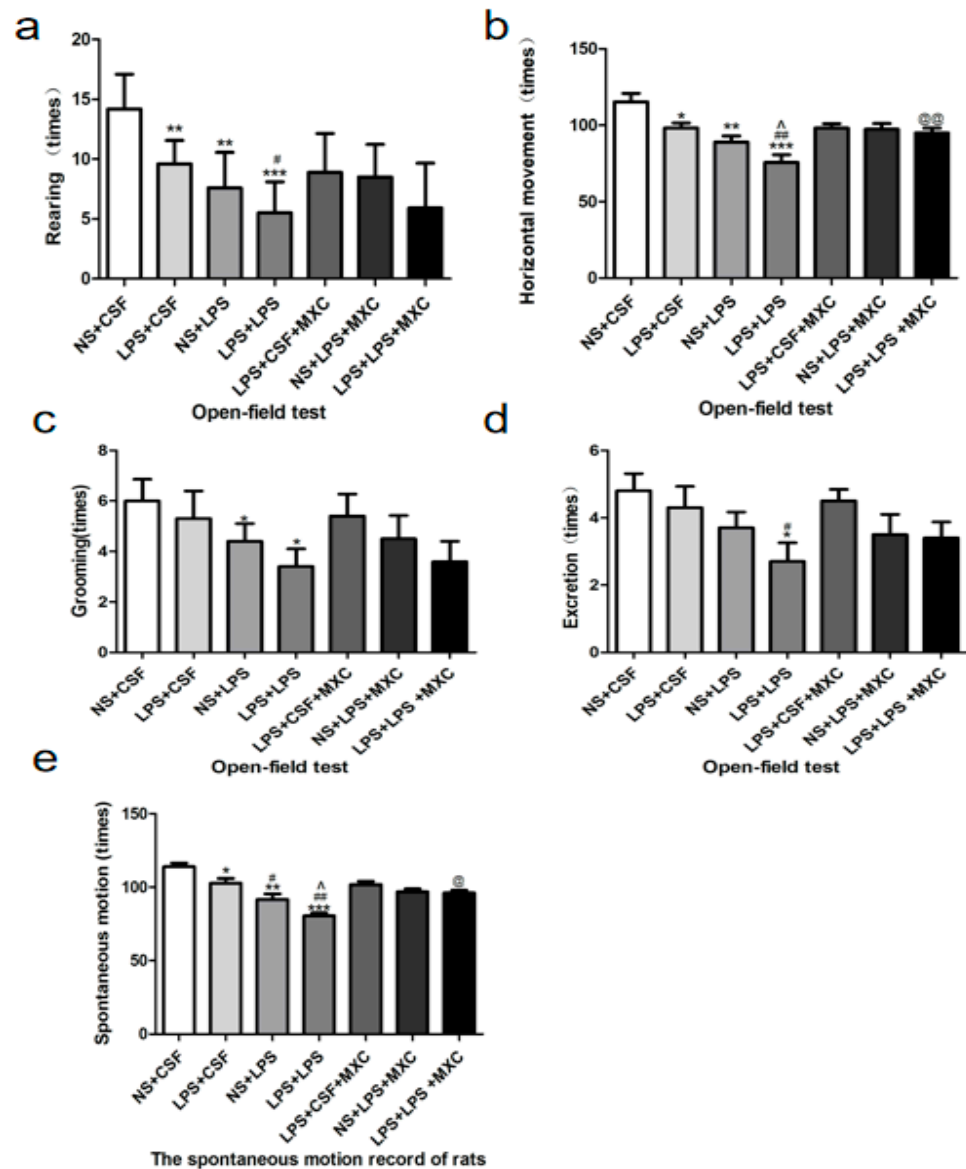 a
Rearing (times)
20
15
10
5
0
**
**
#
***
NS+CSF
LPS+CSF
NS+LPS
LPS+LPS
LPS+CSF+MXC
NS+LPS+MXC
LPS+LPS+MXC
Open-field test
b
Horizontal movement (times)
150
100
50
0
*
**
^
##
***
@@
NS+CSF
LPS+CSF
NS+LPS
LPS+LPS
LPS+CSF+MXC
NS+LPS+MXC
LPS+LPS +MXC
Open-field test
c
Grooming(times)
8
6
4
2
0
*
*
NS+CSF
LPS+CSF
NS+LPS
LPS+LPS
LPS+CSF+MXC
NS+LPS+MXC
LPS+LPS +MXC
Open-field test
d
Excretion (times)
6
4
2
0
#
*
NS+CSF
LPS+CSF
NS+LPS
LPS+LPS
LPS+CSF+MXC
NS+LPS+MXC
LPS+LPS +MXC
Open-field test
e
Spontaneous motion (times)
150
100
50
0
*
#
**
^
##
***
@
NS+CSF
LPS+CSF
NS+LPS
LPS+LPS
LPS+CSF+MXC
NS+LPS+MXC
LPS+LPS +MXC
The spontaneous motion record of rats